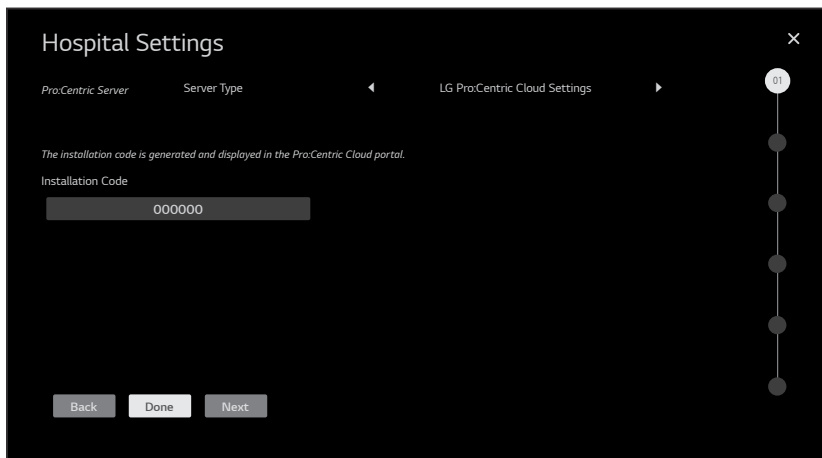 Hospital Settings
Pro:Centric Server Server Type LG Pro:Centric Cloud Settings 01
The installation code is generated and displayed in the Pro:Centric Cloud portal.
Installation Code
000000
Back Done Next